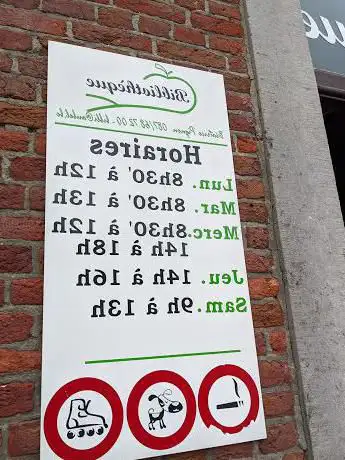 Bibliothèque
Horaires
Lun. 8h30' à 12h
Mar. 8h30' à 13h
Merc. 8h30' à 12h
14h à 18h
Jeu. 14h à 16h
Sam. 9h à 13h